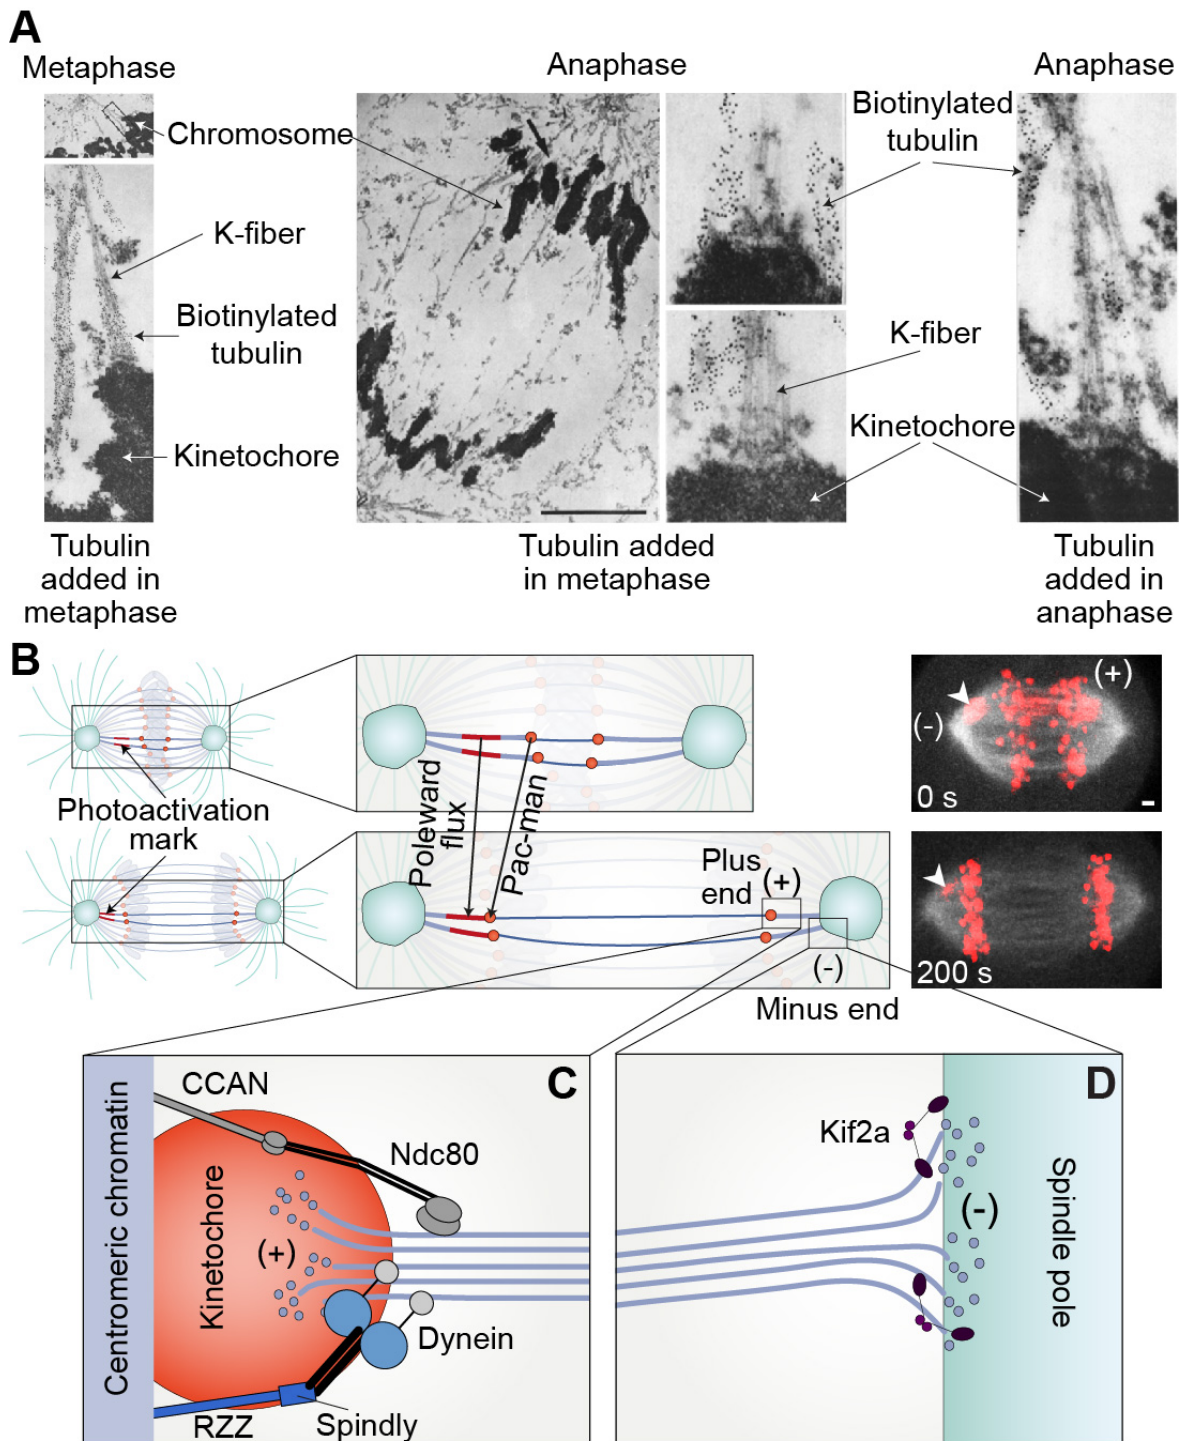 A
Metaphase
Anaphase
Anaphase
Chromosome
Biotinylated
tubulin
K-fiber
Biotinylated
tubulin
K-fiber
Kinetochore
Kinetochore
Tubulin
added in
metaphase
Tubulin added
in metaphase
Tubulin
added in
anaphase
B
Photoactivation
mark
Poleward
flux
Pac-man
Plus
end
(+)
(-)
Minus end
(+)
(-)
0 s
200 s
C
CCAN
Ndc80
Centromeric chromatin
Kinetochore
(+)
Dynein
RZZ
Spindly
D
Kif2a
(-)
Spindle pole